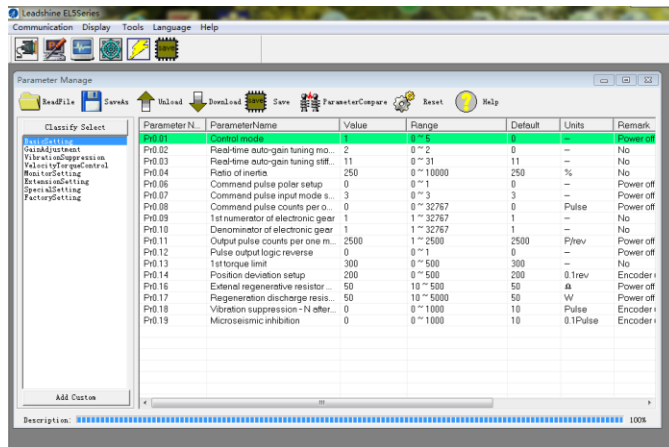 Leadshine EL5Series
Communication Display Tools Language Help
save
Parameter Manage
ReadFile SaveAs Unload Download save Save ParameterCompare Reset Help
Classify Select
BasicSetting
GainAdjustment
VibrationSuppression
VelocityTorqueControl
MonitorSetting
ExtensionSetting
SpecialSetting
FactorySetting
Add Custom
Parameter N... ParameterName Value Range Default Units Remark
Pr0.01 Control mode 1 0 ~ 5 0 -- Power off
Pr0.02 Real-time auto-gain tuning mo... 2 0 ~ 2 0 -- No
Pr0.03 Real-time auto-gain tuning stiff... 11 0 ~ 31 11 -- No
Pr0.04 Ratio of inertia 250 0 ~ 10000 250 % No
Pr0.06 Command pulse polar setup 0 0 ~ 1 0 -- Power off
Pr0.07 Command pulse input mode s... 3 0 ~ 3 3 -- Power off
Pr0.08 Command pulse counts per o... 0 0 ~ 32767 0 Pulse Power off
Pr0.09 1st numerator of electronic gear 1 1 ~ 32767 1 -- No
Pr0.10 Denominator of electronic gear 1 1 ~ 32767 1 -- No
Pr0.11 Output pulse counts per one m... 2500 1 ~ 2500 2500 P/rev Power off
Pr0.12 Pulse output logic reverse 0 0 ~ 1 0 -- Power off
Pr0.13 1st torque limit 300 0 ~ 500 300 -- No
Pr0.14 Position deviation setup 200 0 ~ 500 200 0.1rev Encoder
Pr0.16 Extenal regenerative resistor ... 50 10 ~ 500 50 Ω Power off
Pr0.17 Regeneration discharge resis... 50 10 ~ 5000 50 W Power off
Pr0.18 Vibration suppression - N after... 0 0 ~ 1000 10 Pulse Encoder
Pr0.19 Microseismic inhibition 0 0 ~ 1000 10 0.1Pulse Encoder
Description: 100%